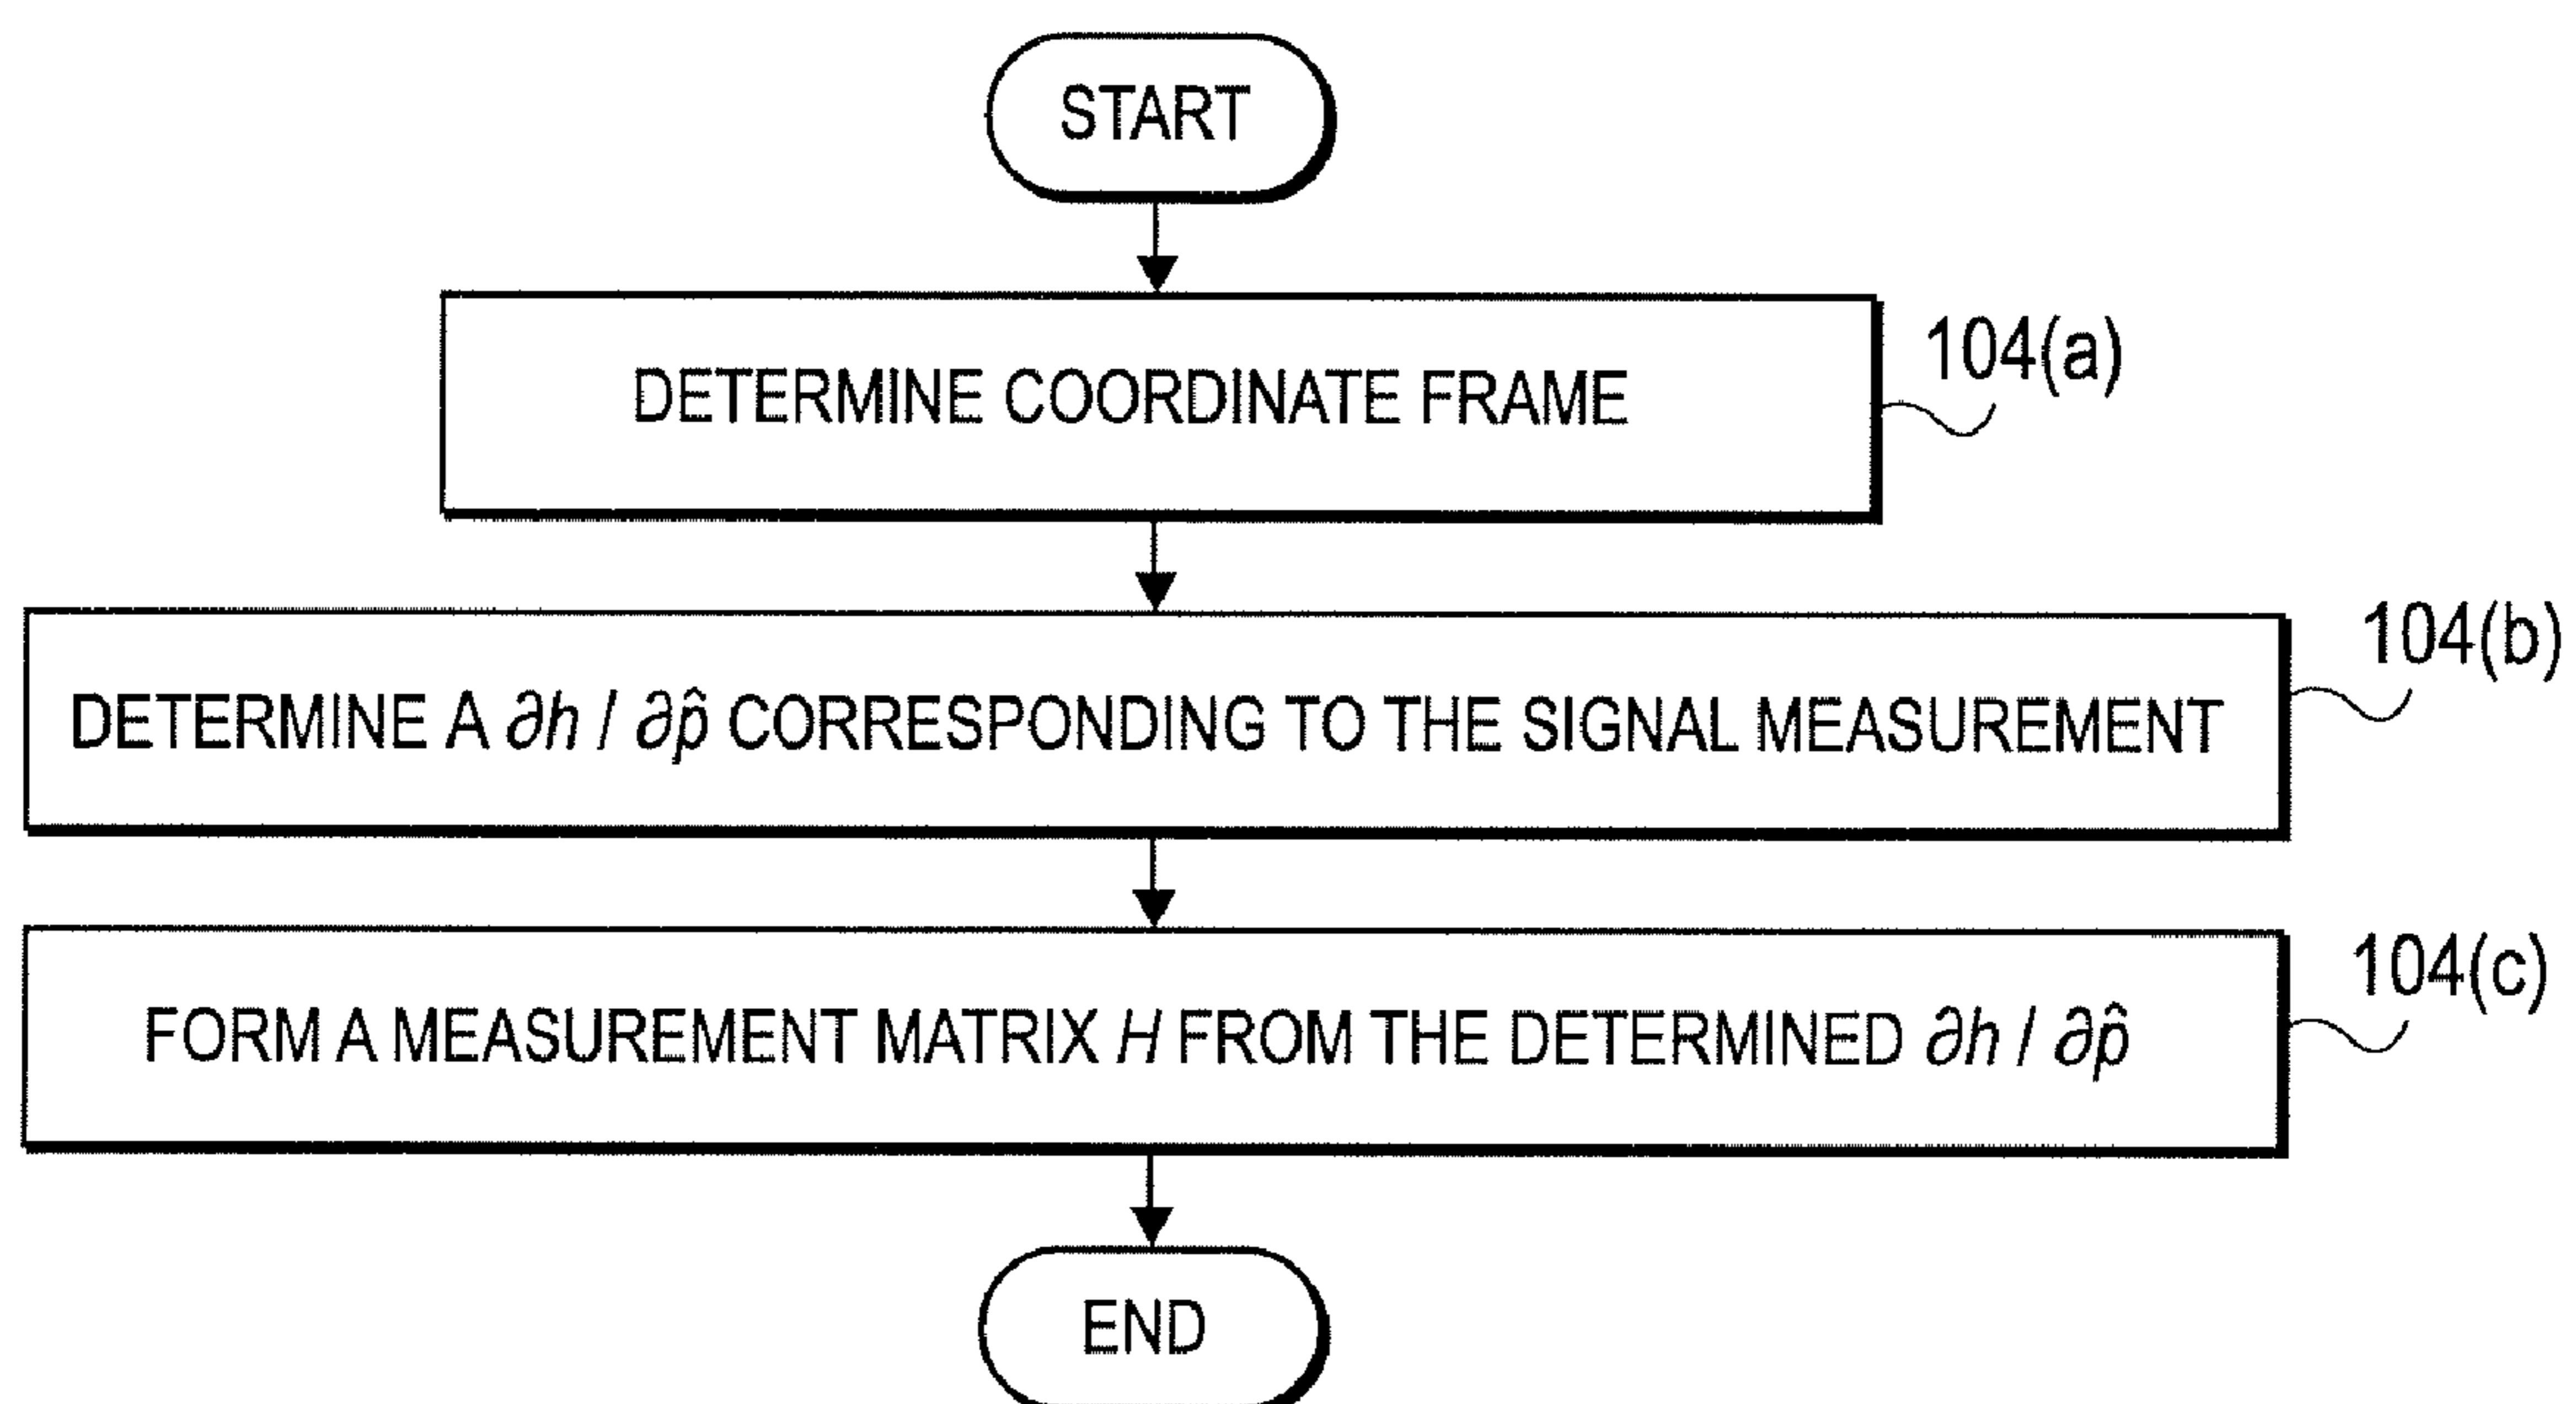 START
DETERMINE COORDINATE FRAME
104(a)
DETERMINE A ∂h / ∂p̂ CORRESPONDING TO THE SIGNAL MEASUREMENT
104(b)
FORM A MEASUREMENT MATRIX H FROM THE DETERMINED ∂h / ∂p̂
104(c)
END